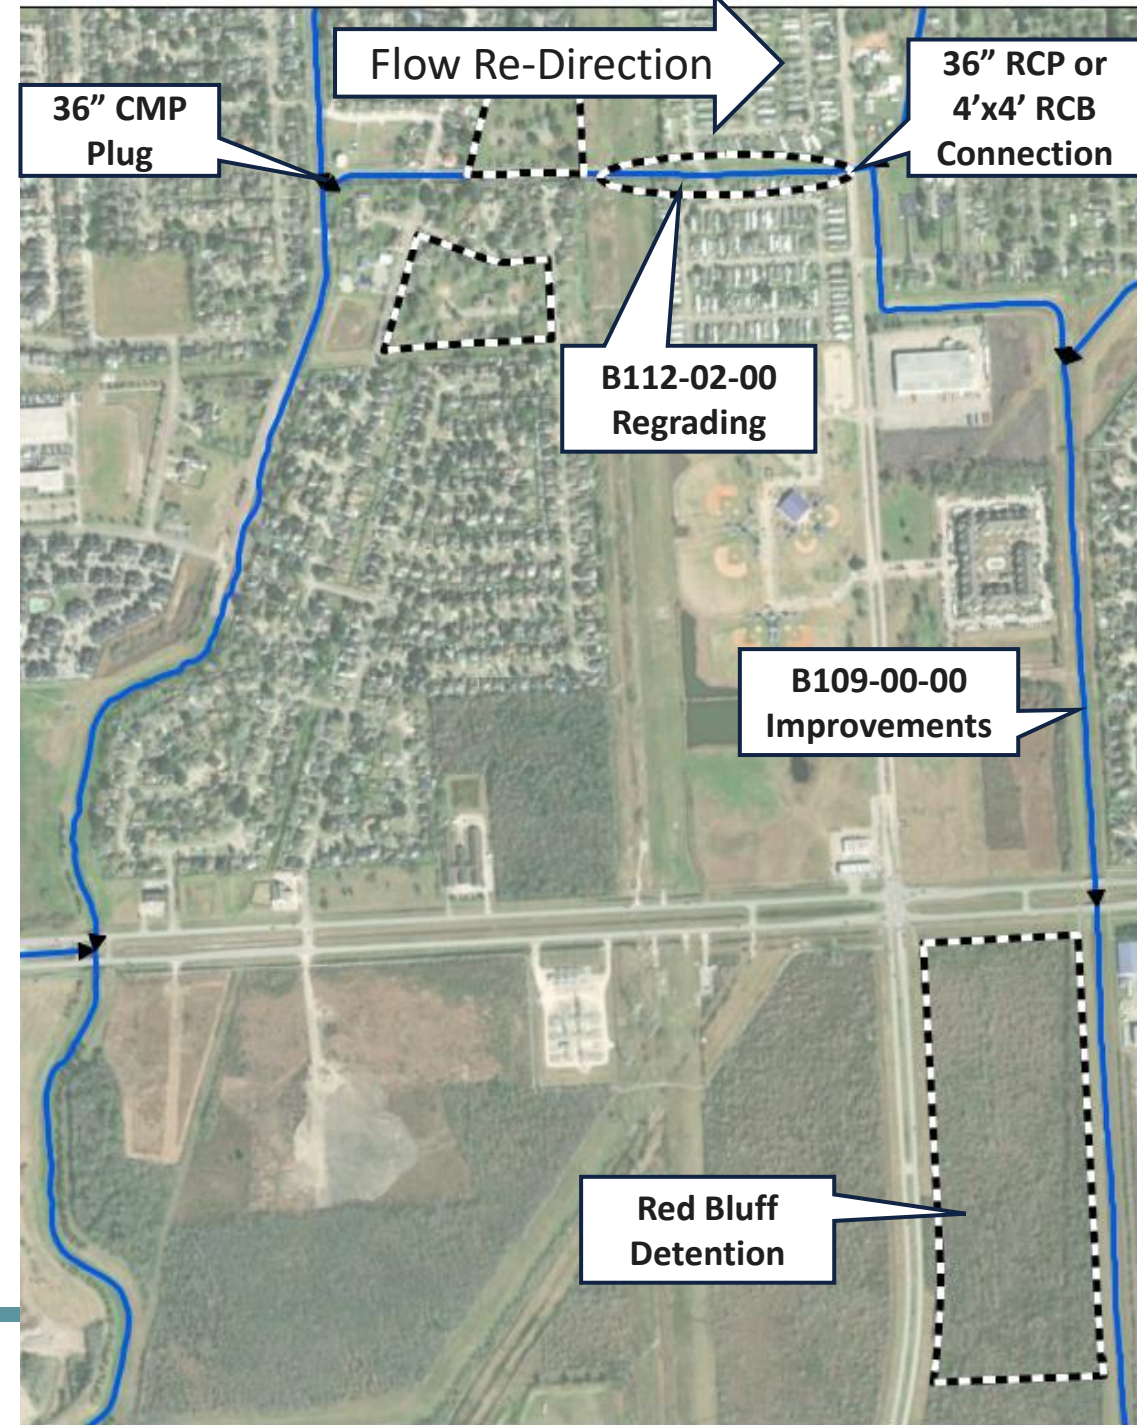 Flow Re-Direction
36” CMP
Plug
36” RCP or
4’x4’ RCB
Connection
B112-02-00
Regrading
B109-00-00
Improvements
Red Bluff
Detention